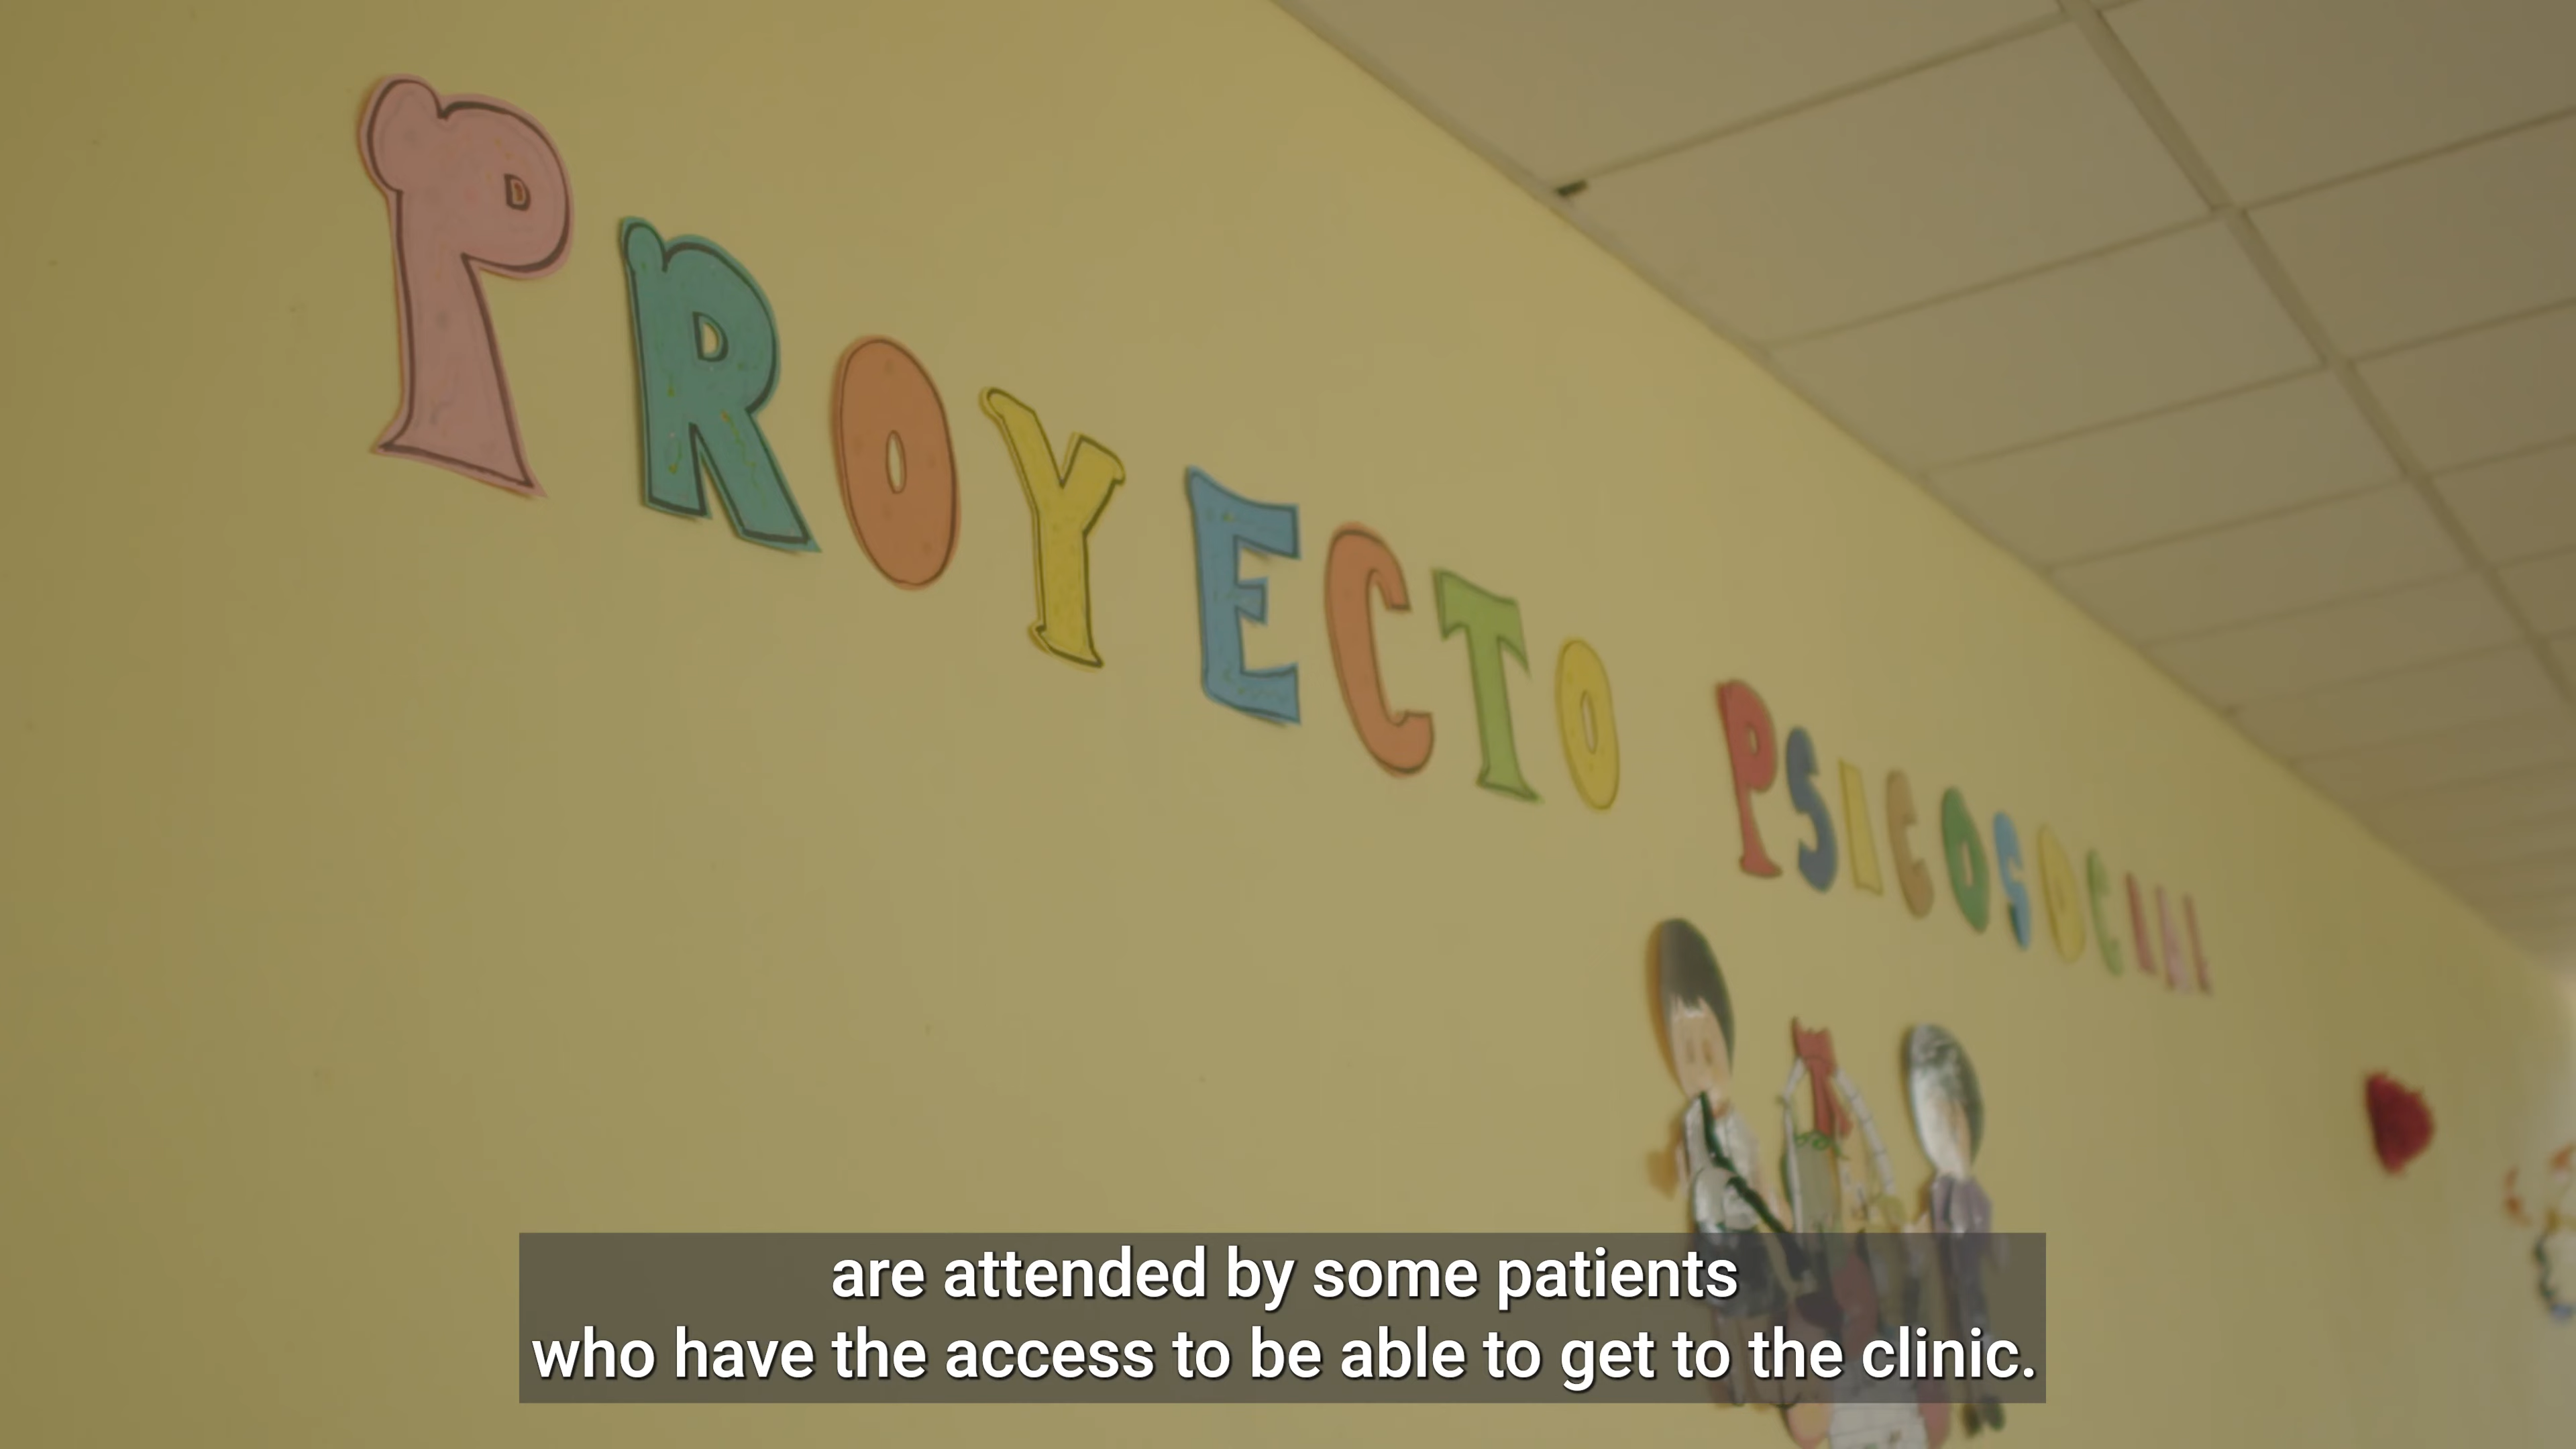 PROYECTO PSICOSOCIAL
are attended by some patients
who have the access to be able to get to the clinic.